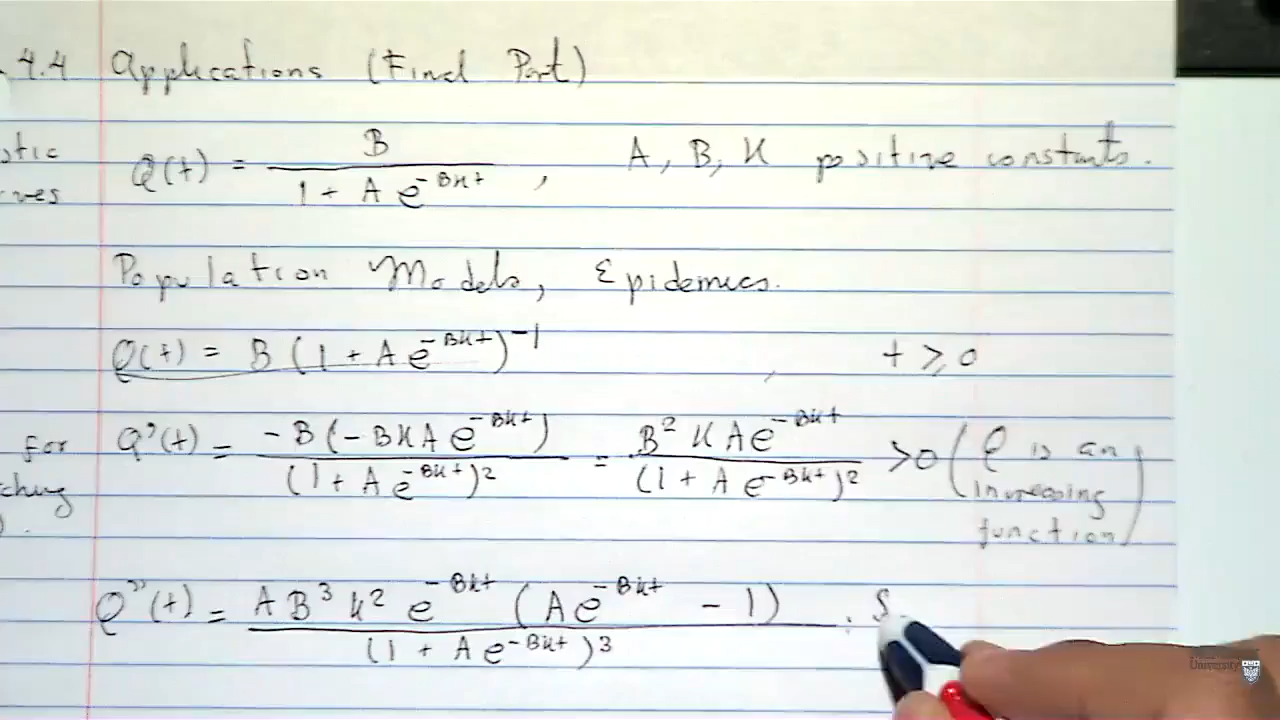 4.4 Applications (Final Part)
Q(t) = B / (1 + A e^{-Bkt}) , A, B, K positive constants.
Population Models, Epidemics.
Q(t) = B (1 + A e^{-Bkt})^{-1} t ≥ 0
For Q'(t) = -B(-BKA e^{-Bkt}) / (1 + A e^{-Bkt})^2 = B^2 K A e^{-Bkt} / (1 + A e^{-Bkt})^2 > 0 (Q is an
increasing
function)
Q''(t) = A B^3 k^2 e^{-Bkt} (A e^{-Bkt} - 1) / (1 + A e^{-Bkt})^3 . S
University